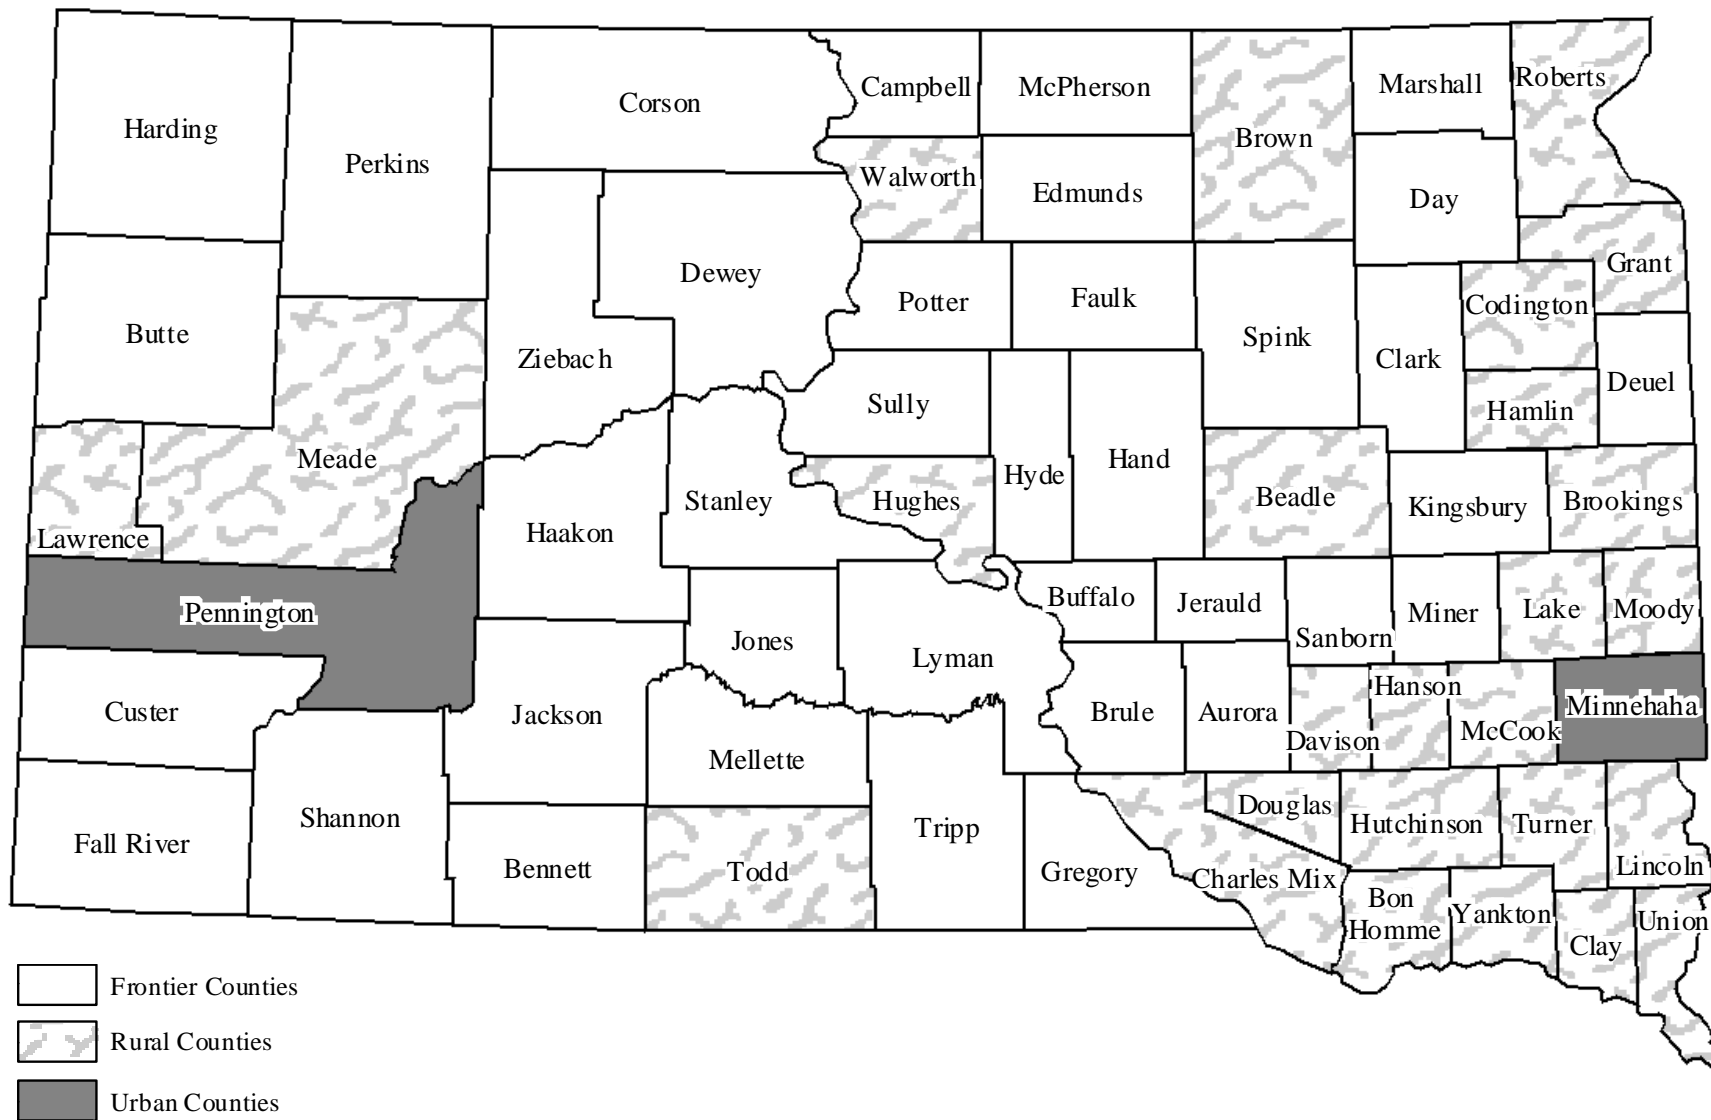 Campbell
McPherson
Marshall
Roberts
Corson
Harding
Brown
Perkins
Walworth
Edmunds
Day
Dewey
Grant
Potter
Faulk
Codington
Butte
Spink
Ziebach
Clark
Deuel
Sully
Hamlin
Meade
Hand
Hyde
Stanley
Hughes
Beadle
Brookings
Kingsbury
Haakon
Lawrence
Buffalo
Jerauld
Pennington
Miner
Lake
Moody
Sanborn
Jones
Lyman
Hanson
Custer
Jackson
Brule
Aurora
Minnehaha
McCook
Davison
Mellette
Douglas
Shannon
Tripp
Hutchinson
Turner
Fall River
Bennett
Todd
Gregory
Charles Mix
Lincoln
Bon
Homme
Yankton
Union
Clay
Frontier Counties
Rural Counties
Urban Counties